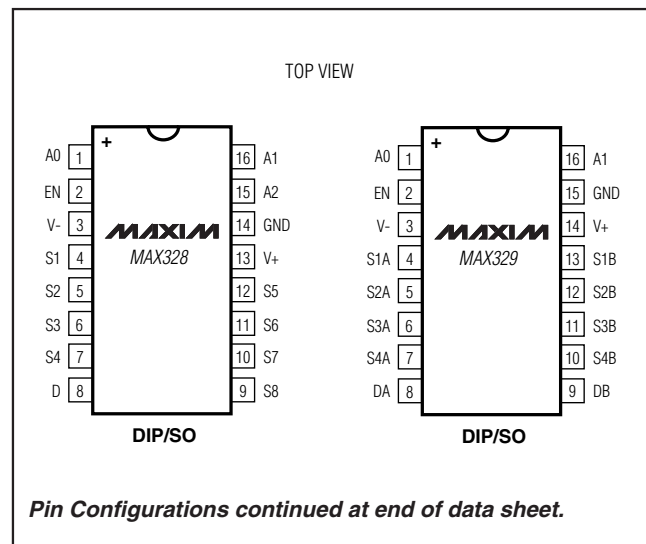 TOP VIEW
+
A0 1 16 A1
EN 2 15 A2
V- 3 14 GND
MAXIM
S1 4 MAX328 13 V+
S2 5 12 S5
S3 6 11 S6
S4 7 10 S7
D 8 9 S8
DIP/SO
+
A0 1 16 A1
EN 2 15 GND
V- 3 14 V+
MAXIM
S1A 4 MAX329 13 S1B
S2A 5 12 S2B
S3A 6 11 S3B
S4A 7 10 S4B
DA 8 9 DB
DIP/SO
Pin Configurations continued at end of data sheet.